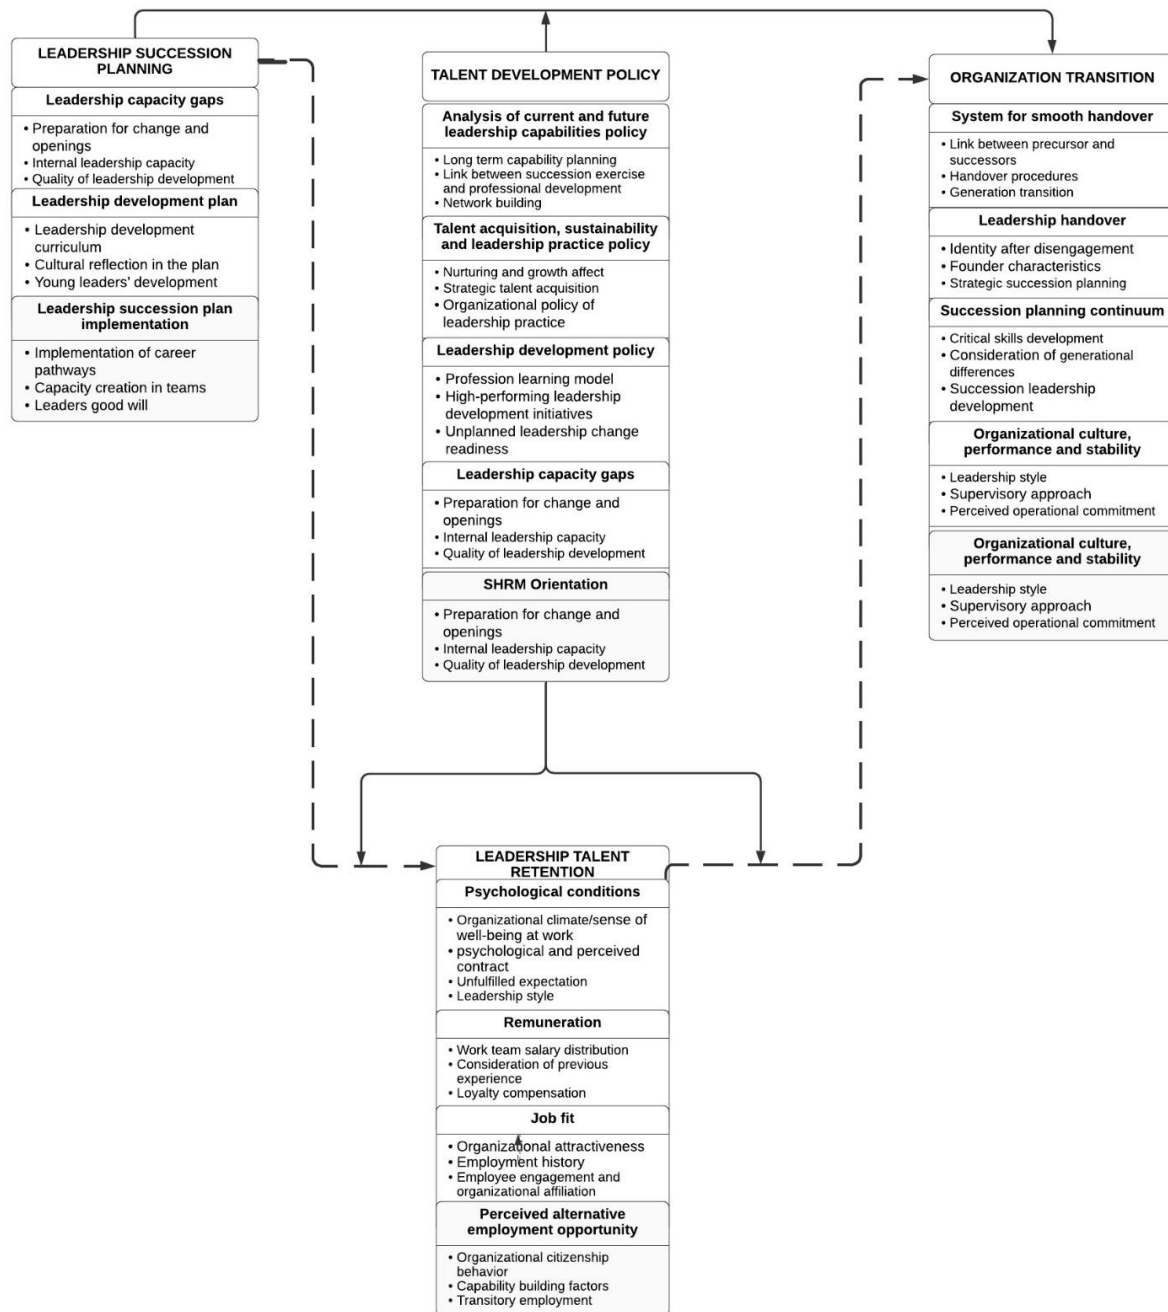 LEADERSHIP SUCCESSION
PLANNING
Leadership capacity gaps
• Preparation for change and
openings
• Internal leadership capacity
• Quality of leadership development
Leadership development plan
• Leadership development
curriculum
• Cultural reflection in the plan
• Young leaders' development
Leadership succession plan
implementation
• Implementation of career
pathways
• Capacity creation in teams
• Leaders good will
TALENT DEVELOPMENT POLICY
Analysis of current and future
leadership capabilities policy
• Long term capability planning
• Link between succession exercise
and professional development
• Network building
Talent acquisition, sustainability
and leadership practice policy
• Nurturing and growth affect
• Strategic talent acquisition
• Organizational policy of
leadership practice
Leadership development policy
• Profession learning model
• High-performing leadership
development initiatives
• Unplanned leadership change
readiness
Leadership capacity gaps
• Preparation for change and
openings
• Internal leadership capacity
• Quality of leadership development
SHRM Orientation
• Preparation for change and
openings
• Internal leadership capacity
• Quality of leadership development
ORGANIZATION TRANSITION
System for smooth handover
• Link between precursor and
successors
• Handover procedures
• Generation transition
Leadership handover
• Identity after disengagement
• Founder characteristics
• Strategic succession planning
Succession planning continuum
• Critical skills development
• Consideration of generational
differences
• Succession leadership
development
Organizational culture,
performance and stability
• Leadership style
• Supervisory approach
• Perceived operational commitment
Organizational culture,
performance and stability
• Leadership style
• Supervisory approach
• Perceived operational commitment
LEADERSHIP TALENT
RETENTION
Psychological conditions
• Organizational climate/sense of
well-being at work
• psychological and perceived
contract
• Unfulfilled expectation
• Leadership style
Remuneration
• Work team salary distribution
• Consideration of previous
experience
• Loyalty compensation
Job fit
• Organizational attractiveness
• Employment history
• Employee engagement and
organizational affiliation
Perceived alternative
employment opportunity
• Organizational citizenship
behavior
• Capability building factors
• Transitory employment